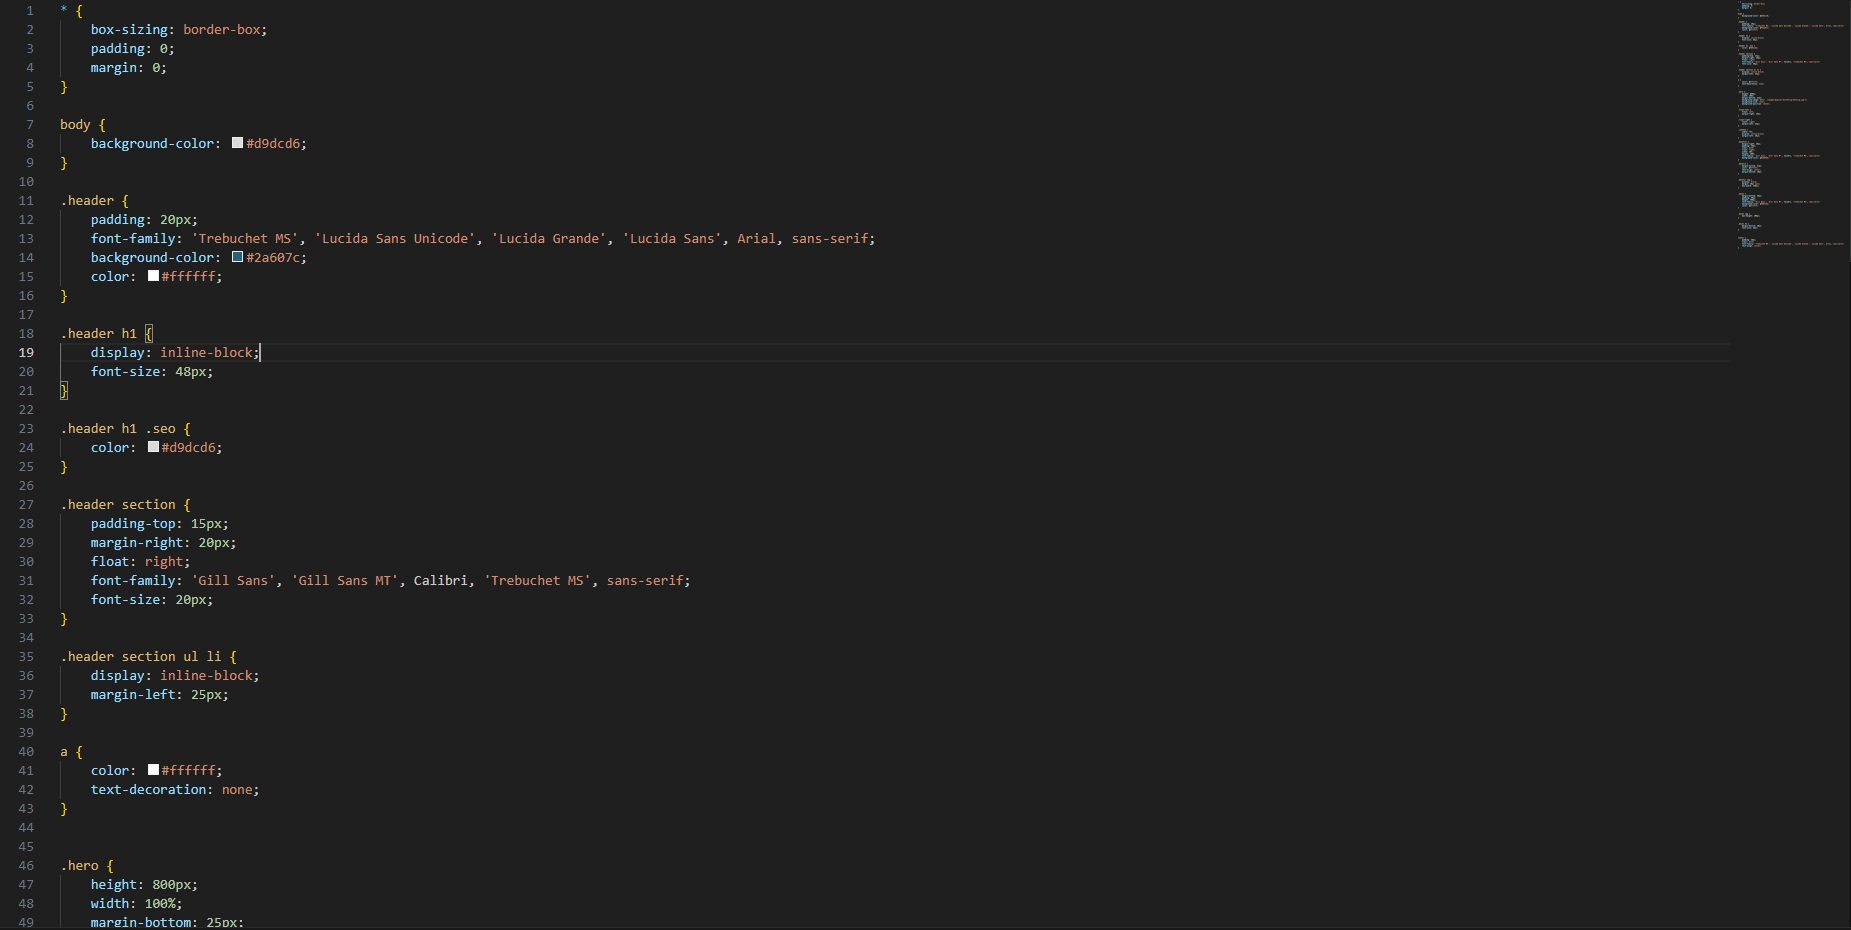 1 * {
2 box-sizing: border-box;
3 padding: 0;
4 margin: 0;
5 }
6
7 body {
8 background-color: #d9dcd6;
9 }
10
11 .header {
12 padding: 20px;
13 font-family: 'Trebuchet MS', 'Lucida Sans Unicode', 'Lucida Grande', 'Lucida Sans', Arial, sans-serif;
14 background-color: #2a607c;
15 color: #ffffff;
16 }
17
18 .header h1 {
19 display: inline-block;
20 font-size: 48px;
21 }
22
23 .header h1 .seo {
24 color: #d9dcd6;
25 }
26
27 .header section {
28 padding-top: 15px;
29 margin-right: 20px;
30 float: right;
31 font-family: 'Gill Sans', 'Gill Sans MT', Calibri, 'Trebuchet MS', sans-serif;
32 font-size: 20px;
33 }
34
35 .header section ul li {
36 display: inline-block;
37 margin-left: 25px;
38 }
39
40 a {
41 color: #ffffff;
42 text-decoration: none;
43 }
44
45
46 .hero {
47 height: 800px;
48 width: 100%;
49 margin-bottom: 25px;